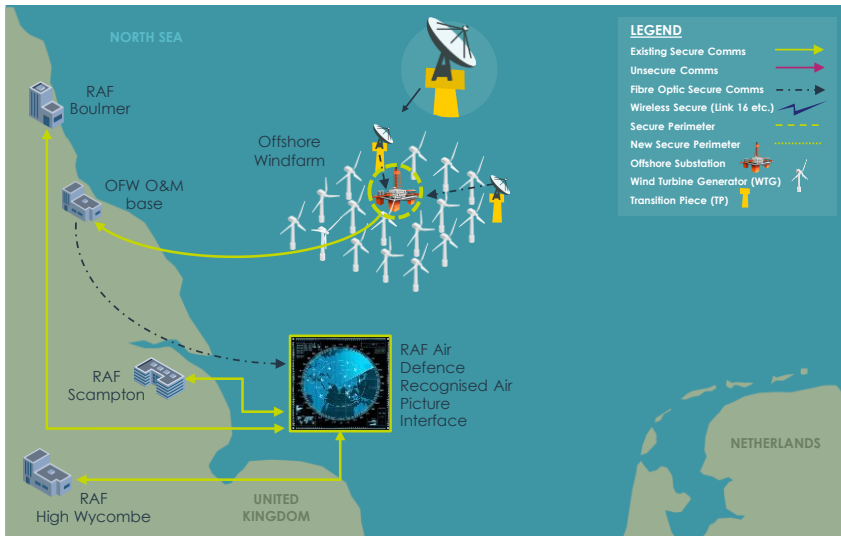 NORTH SEA
RAF
Boulmer
OFW O&M
base
Offshore
Windfarm
RAF
Scampton
RAF
High Wycombe
RAF Air
Defence
Recognised Air
Picture
Interface
UNITED
KINGDOM
NETHERLANDS
LEGEND
Existing Secure Comms
Unsecure Comms
Fibre Optic Secure Comms
Wireless Secure (Link 16 etc.)
Secure Perimeter
New Secure Perimeter
Offshore Substation
Wind Turbine Generator (WTG)
Transition Piece (TP)